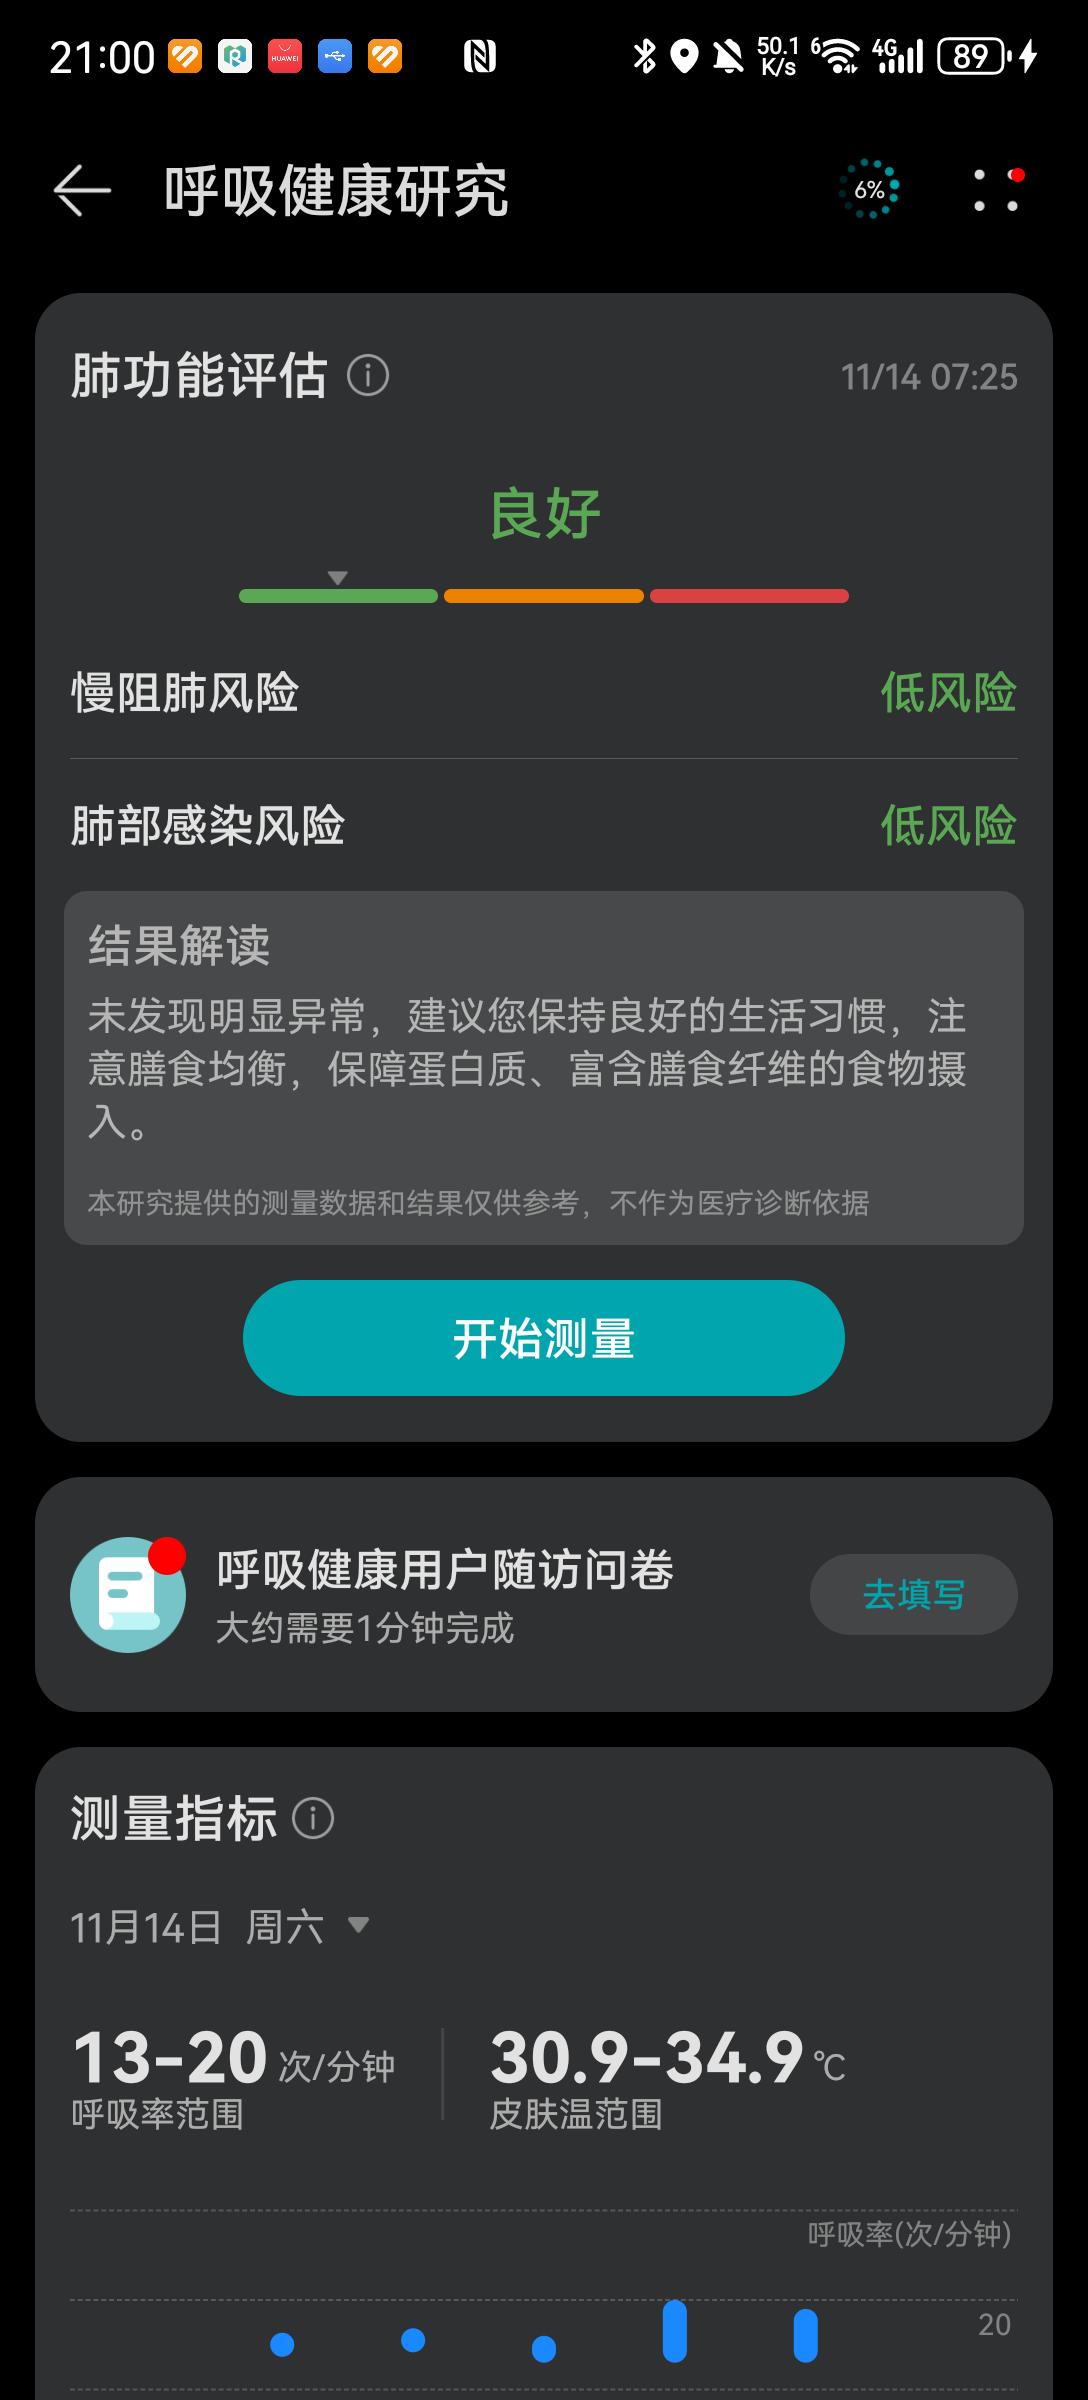 21:00
HUAWEI
50.1 K/s
6
4G
89
呼吸健康研究
6%
肺功能评估
11/14 07:25
良好
慢阻肺风险 低风险
肺部感染风险 低风险
结果解读
未发现明显异常，建议您保持良好的生活习惯，注
意膳食均衡，保障蛋白质、富含膳食纤维的食物摄
入。
本研究提供的测量数据和结果仅供参考，不作为医疗诊断依据
开始测量
呼吸健康用户随访问卷
大约需要1分钟完成
去填写
测量指标
11月14日 周六
13-20 次/分钟
呼吸率范围
30.9-34.9 ℃
皮肤温范围
呼吸率(次/分钟)
20